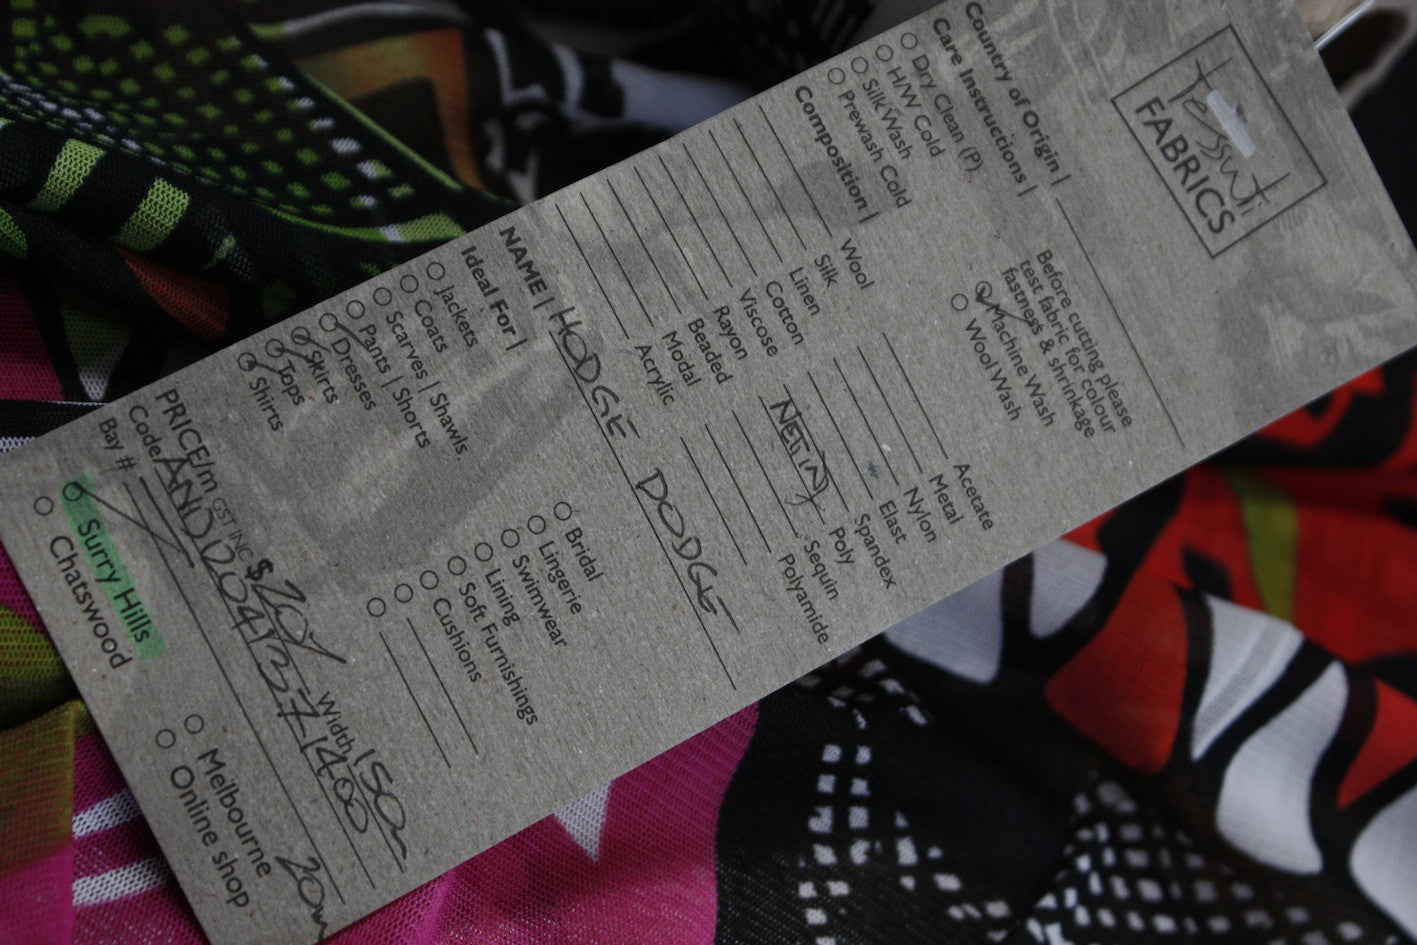 Tessuti
FABRICS
Country of Origin |
Care Instructions |
Dry Clean (P)
H/W Cold
Silk Wash
Prewash Cold
Before cutting please
test fabric for colour
fastness & shrinkage
Machine Wash
Wool Wash
Composition |
Wool
Silk
Linen
Cotton
Viscose
Rayon
Beaded
Modal
Acrylic
Acetate
Metal
Nylon
Elast
Spandex
NETTING Poly
Sequin
Polyamide
NAME | HODGE DODGE
Ideal For |
Jackets
Coats
Scarves | Shawls
Pants | Shorts
Dresses
Skirts
Tops
Shirts
Bridal
Lingerie
Swimwear
Lining
Soft Furnishings
Cushions
PRICE/m GST INC $20 Width 150
Code
Bay #
20m
Surry Hills
Chatswood
Melbourne
Online shop